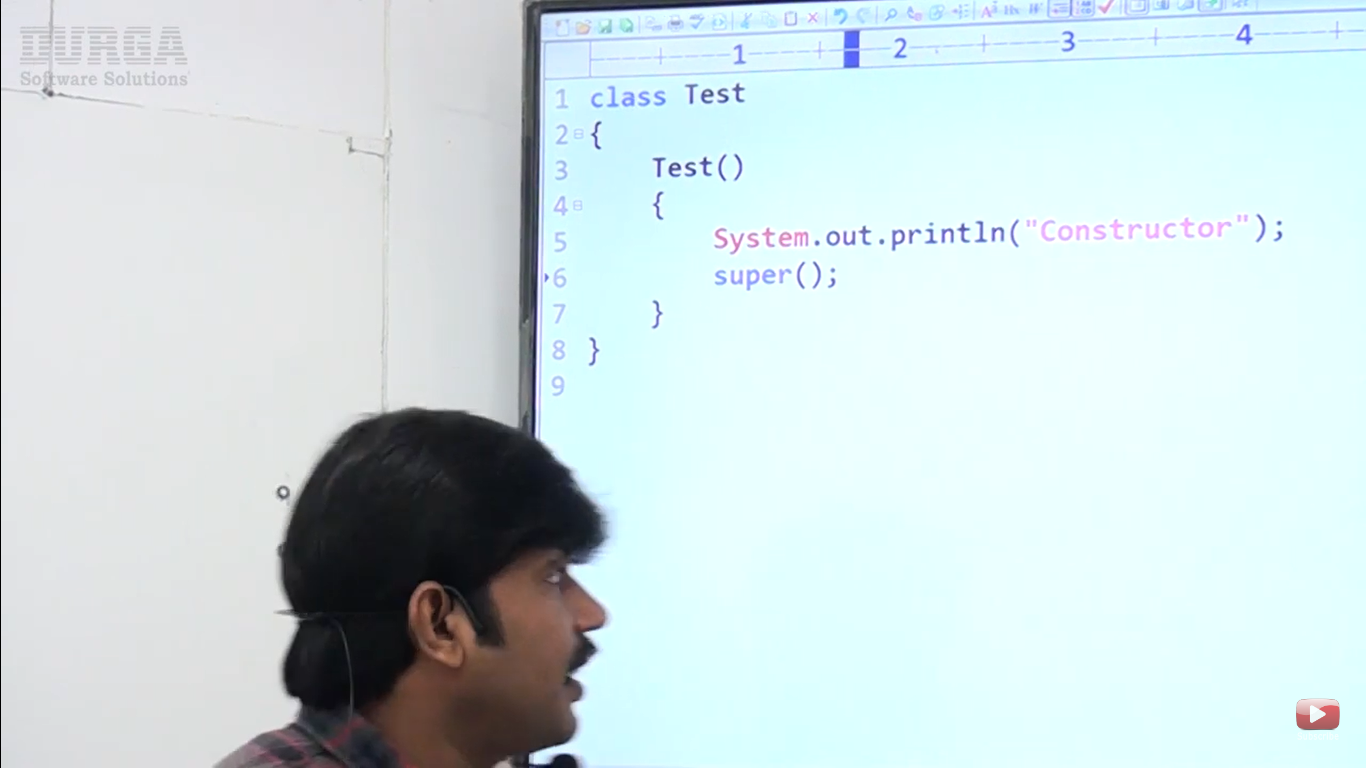 DURGA
Software Solutions
1 2 3 4
1 class Test
2 {
3 Test()
4 {
5 System.out.println("Constructor");
6 super();
7 }
8 }
9